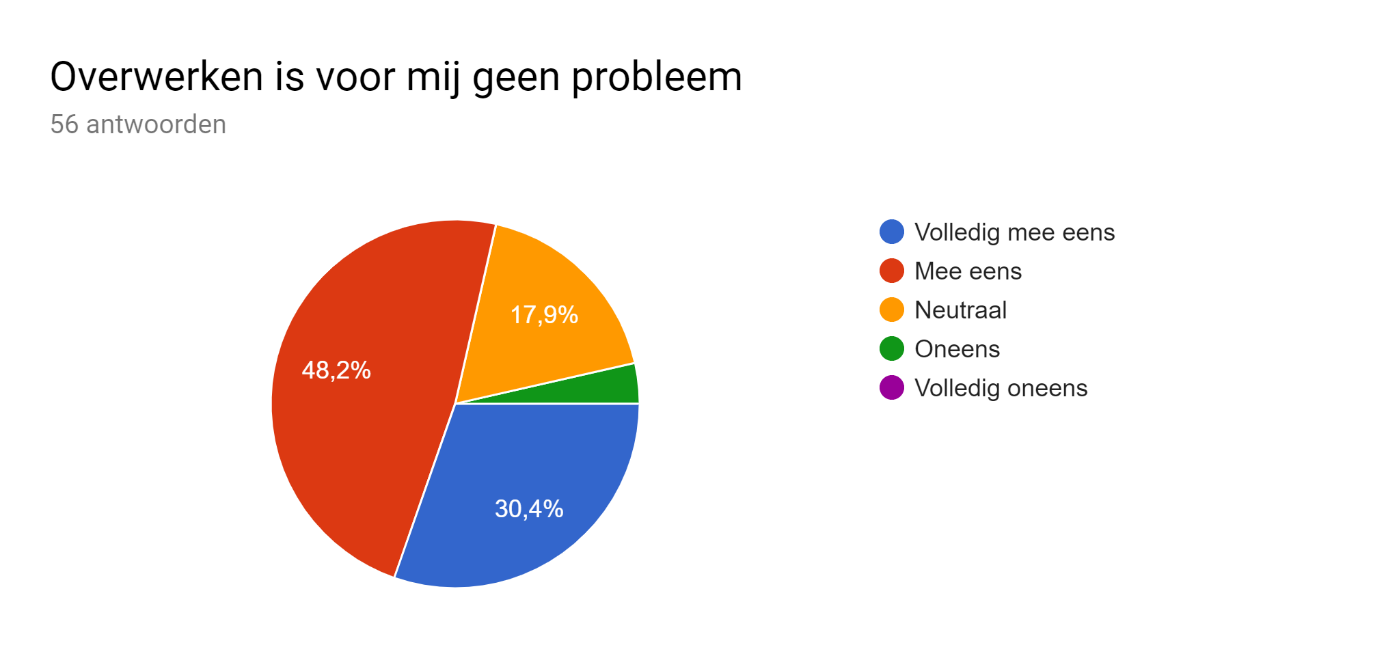 Overwerken is voor mij geen probleem
56 antwoorden
Volledig mee eens
Mee eens
Neutraal
Oneens
Volledig oneens
17,9%
48,2%
30,4%